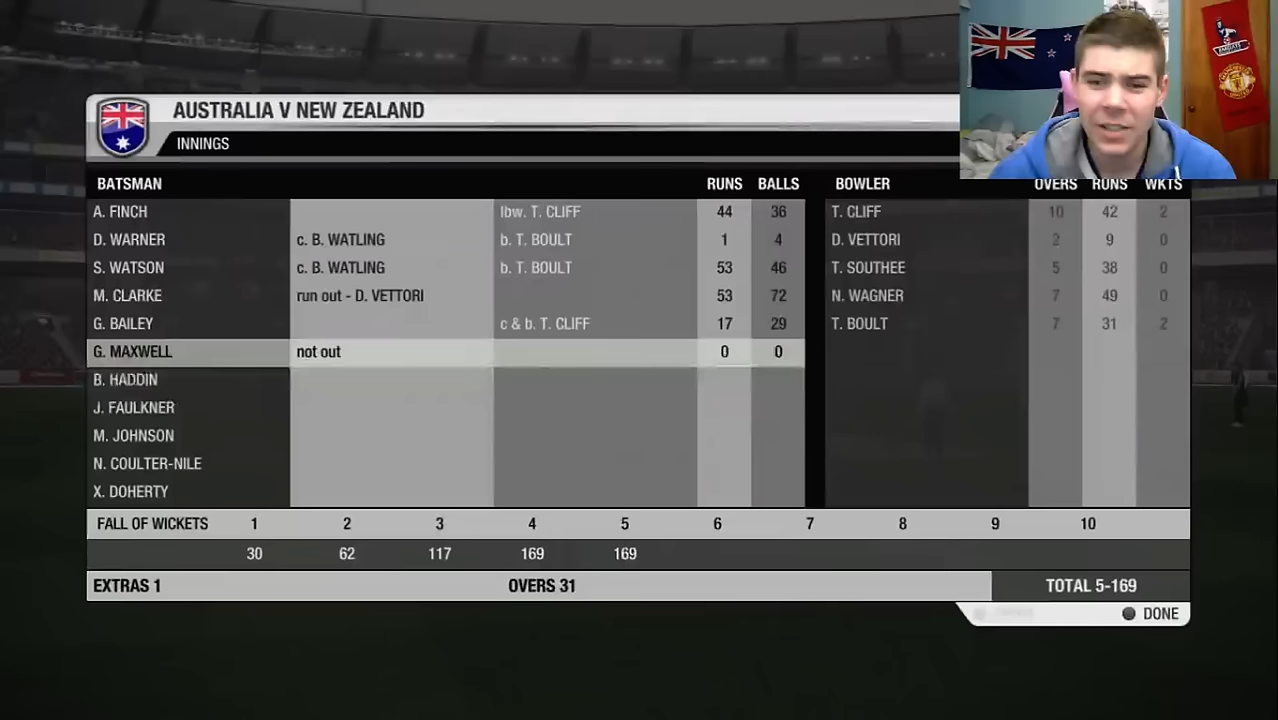 AUSTRALIA V NEW ZEALAND
INNINGS
BATSMAN RUNS BALLS BOWLER OVERS RUNS WKTS
A. FINCH lbw. T. CLIFF 44 36 T. CLIFF 10 42 2
D. WARNER c. B. WATLING b. T. BOULT 1 4 D. VETTORI 2 9 0
S. WATSON c. B. WATLING b. T. BOULT 53 46 T. SOUTHEE 5 38 0
M. CLARKE run out - D. VETTORI 53 72 N. WAGNER 7 49 0
G. BAILEY c & b. T. CLIFF 17 29 T. BOULT 7 31 2
G. MAXWELL not out 0 0
B. HADDIN
J. FAULKNER
M. JOHNSON
N. COULTER-NILE
X. DOHERTY
FALL OF WICKETS 1 2 3 4 5 6 7 8 9 10
30 62 117 169 169
EXTRAS 1 OVERS 31 TOTAL 5-169
DONE